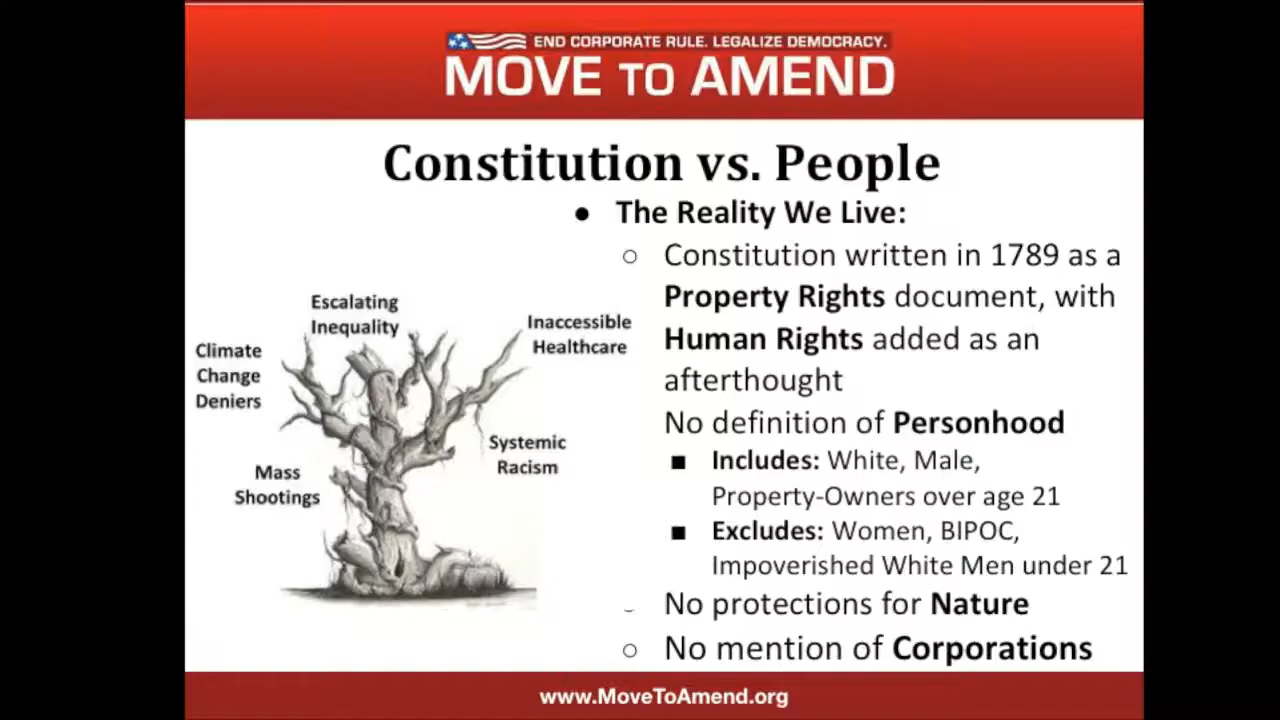 END CORPORATE RULE. LEGALIZE DEMOCRACY.
MOVE TO AMEND
Constitution vs. People
● The Reality We Live:
○ Constitution written in 1789 as a
Property Rights document, with
Human Rights added as an
afterthought
No definition of Personhood
■ Includes: White, Male,
Property-Owners over age 21
■ Excludes: Women, BIPOC,
Impoverished White Men under 21
No protections for Nature
○ No mention of Corporations
Escalating
Inequality
Inaccessible
Healthcare
Climate
Change
Deniers
Systemic
Racism
Mass
Shootings
www.MoveToAmend.org